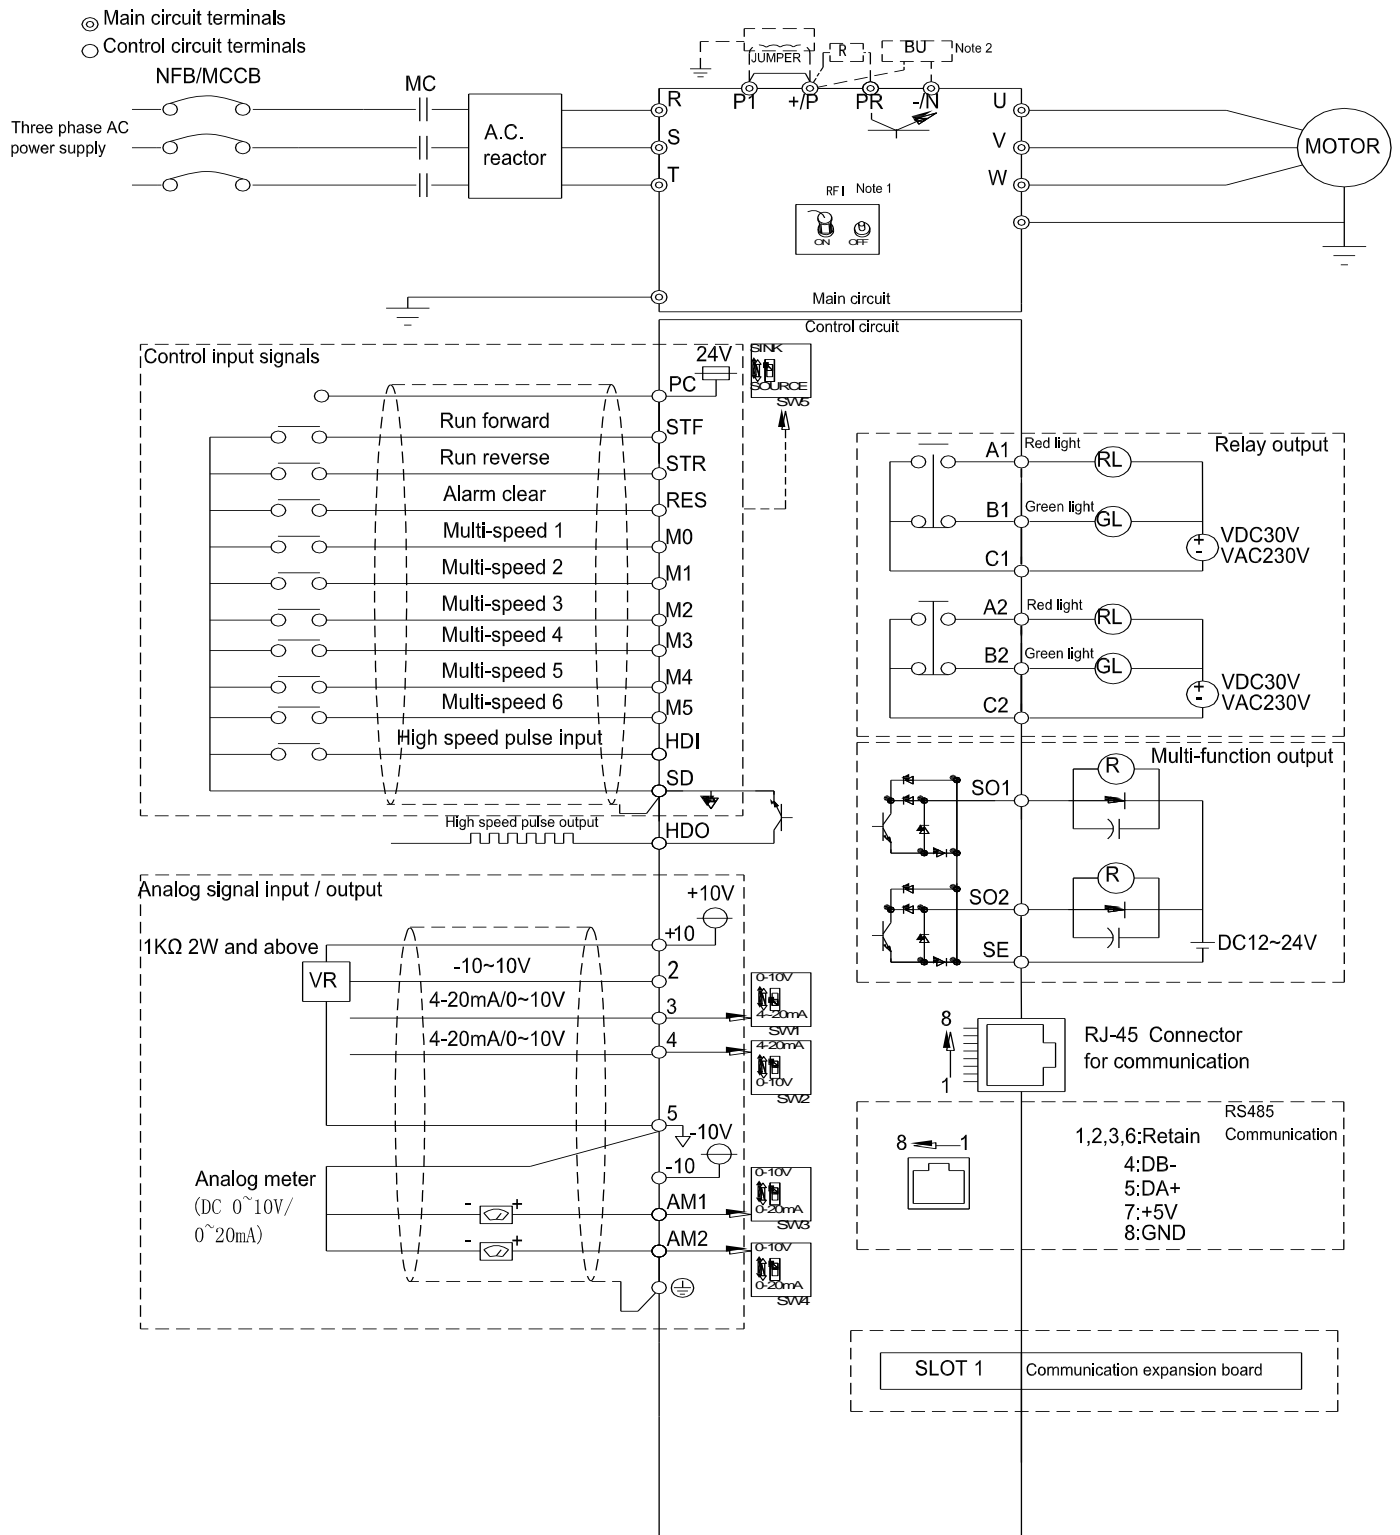 Main circuit terminals
Control circuit terminals
NFB/MCCB
MC
Three phase AC
power supply
A.C.
reactor
R
S
T
JUMPER
R
BU
Note 2
P1
+/P
PR
-/N
U
V
W
MOTOR
RFI Note 1
ON
OFF
Main circuit
Control circuit
Control input signals
24V
SINK
SOURCE
SW5
PC
Run forward
STF
Run reverse
STR
Alarm clear
RES
Multi-speed 1
M0
Multi-speed 2
M1
Multi-speed 3
M2
Multi-speed 4
M3
Multi-speed 5
M4
Multi-speed 6
M5
High speed pulse input
HDI
SD
High speed pulse output
HDO
Relay output
A1
Red light
RL
B1
Green light
GL
C1
+
-
VDC30V
VAC230V
A2
Red light
RL
B2
Green light
GL
C2
+
-
VDC30V
VAC230V
Multi-function output
R
SO1
R
SO2
SE
DC12~24V
Analog signal input / output
+10V
+10
1KΩ 2W and above
VR
-10~10V
2
4-20mA/0~10V
3
0-10V
4-20mA
SW1
4-20mA/0~10V
4
4-20mA
0-10V
SW2
5
-10V
-10
Analog meter
(DC 0~10V/
0~20mA)
-
+
AM1
0-10V
0-20mA
SW3
-
+
AM2
0-10V
0-20mA
SW4
8
1
RJ-45 Connector
for communication
RS485
Communication
8
1
1,2,3,6:Retain
4:DB-
5:DA+
7:+5V
8:GND
SLOT 1
Communication expansion board